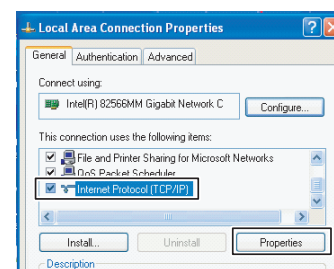 Local Area Connection Properties
General Authentication Advanced
Connect using:
Intel(R) 82566MM Gigabit Network C Configure...
This connection uses the following items:
File and Printer Sharing for Microsoft Networks
QoS Packet Scheduler
Internet Protocol (TCP/IP)
Install... Uninstall Properties
Description